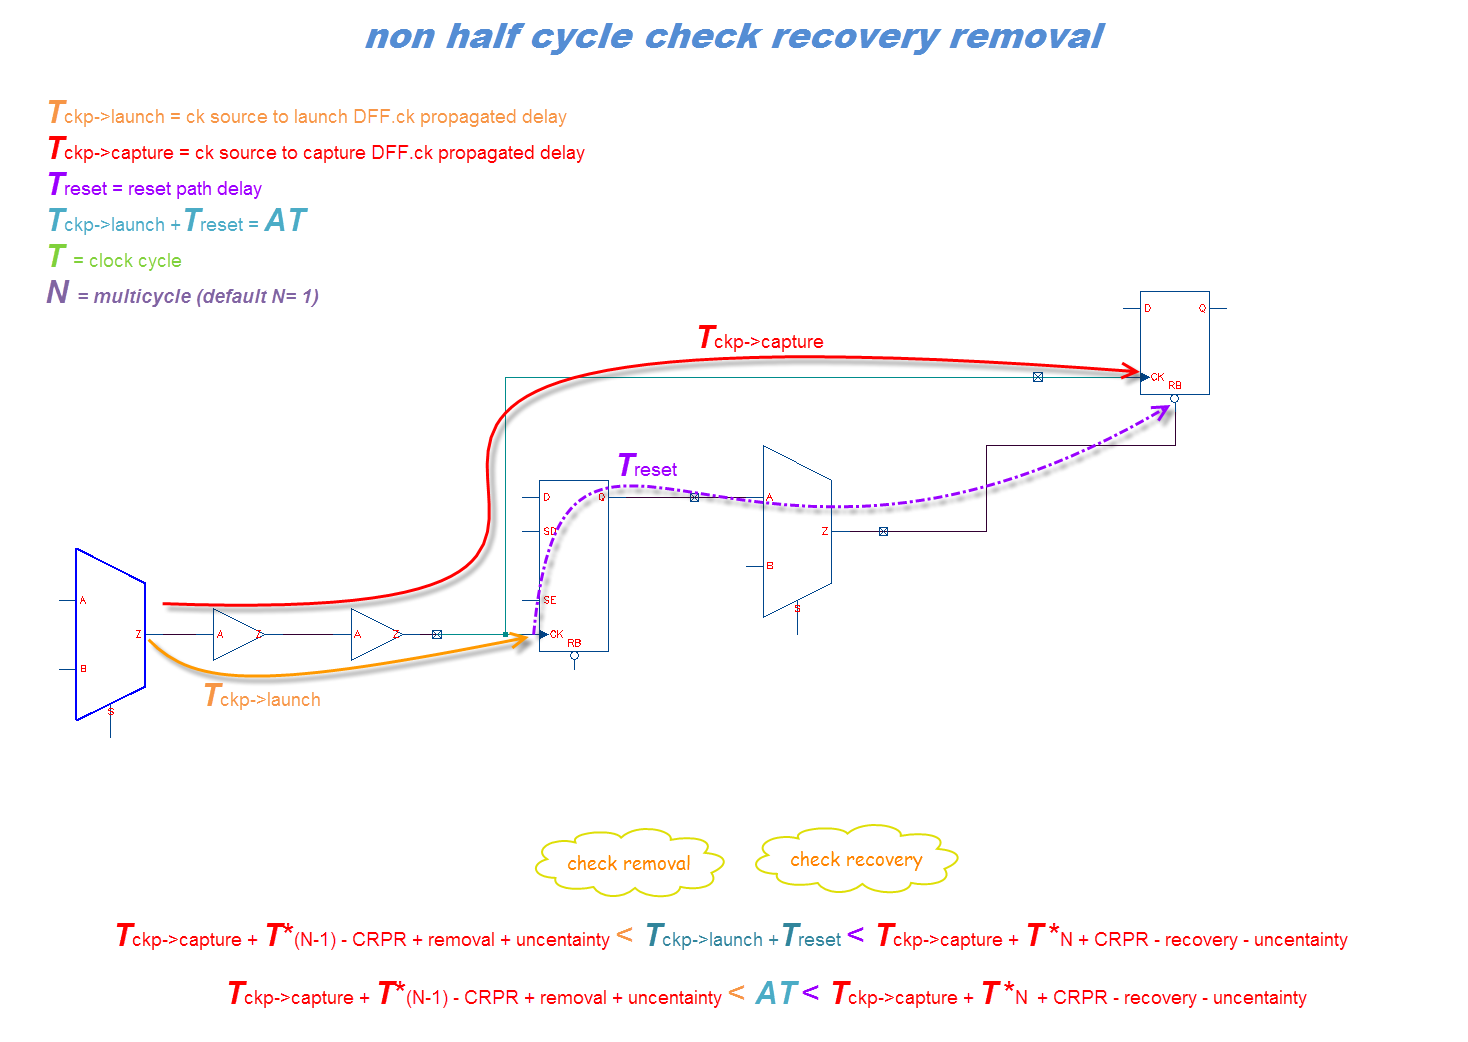 non half cycle check recovery removal
Tckp->launch = ck source to launch DFF.ck propagated delay
Tckp->capture = ck source to capture DFF.ck propagated delay
Treset = reset path delay
Tckp->launch +Treset = AT
T = clock cycle
N = multicycle (default N= 1)
D Q
Tckp->capture
CK
RB
Treset
D Q
A
SD
Z
B
A
SE
S
Z
A Z
A Z
CK
RB
B
Tckp->launch
S
check removal
check recovery
Tckp->capture + T*(N-1) - CRPR + removal + uncentainty < Tckp->launch +Treset < Tckp->capture + T *N + CRPR - recovery - uncentainty
Tckp->capture + T*(N-1) - CRPR + removal + uncentainty < AT < Tckp->capture + T *N + CRPR - recovery - uncentainty